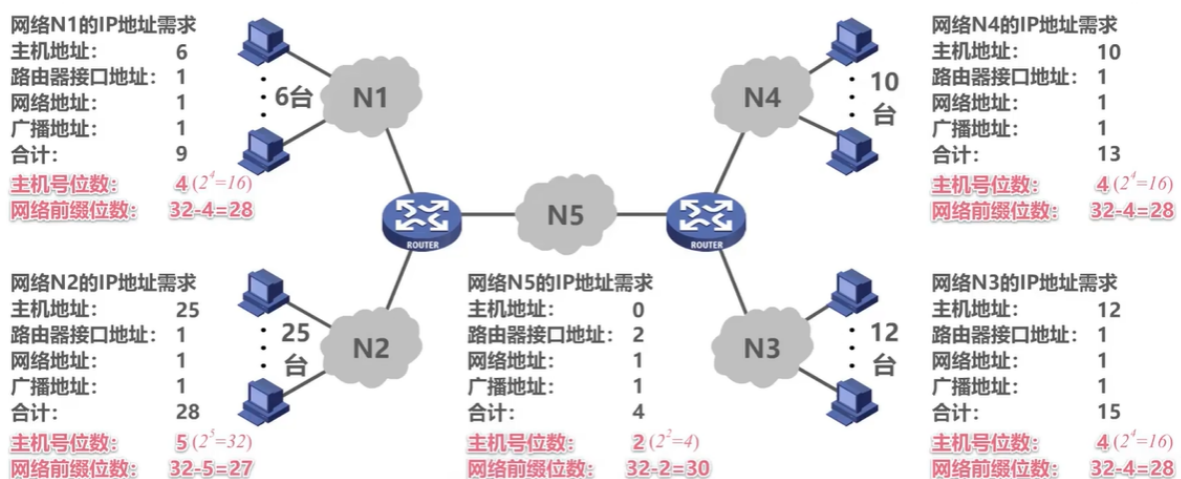 网络N1的IP地址需求
主机地址： 6
路由器接口地址： 1
网络地址： 1
广播地址： 1
合计： 9
主机号位数： 4 (2⁴=16)
网络前缀位数： 32-4=28
6台
N1
N4
10
台
网络N4的IP地址需求
主机地址： 10
路由器接口地址： 1
网络地址： 1
广播地址： 1
合计： 13
主机号位数： 4 (2⁴=16)
网络前缀位数： 32-4=28
ROUTER
N5
ROUTER
网络N2的IP地址需求
主机地址： 25
路由器接口地址： 1
网络地址： 1
广播地址： 1
合计： 28
主机号位数： 5 (2⁵=32)
网络前缀位数： 32-5=27
25
台
N2
网络N5的IP地址需求
主机地址： 0
路由器接口地址： 2
网络地址： 1
广播地址： 1
合计： 4
主机号位数： 2 (2²=4)
网络前缀位数： 32-2=30
N3
12
台
网络N3的IP地址需求
主机地址： 12
路由器接口地址： 1
网络地址： 1
广播地址： 1
合计： 15
主机号位数： 4 (2⁴=16)
网络前缀位数： 32-4=28